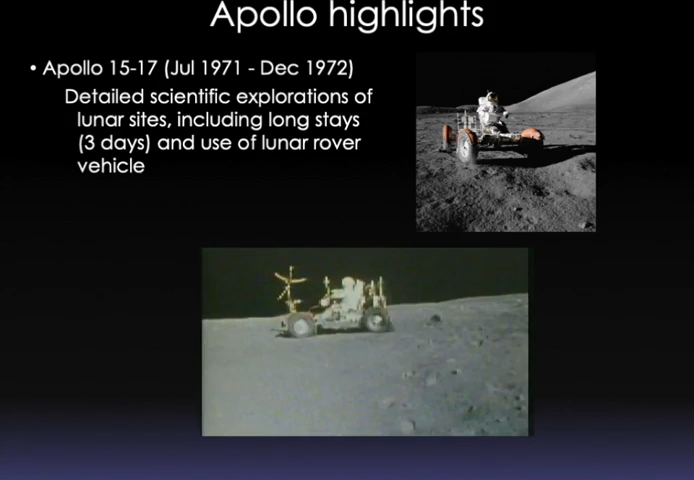 Apollo highlights
• Apollo 15-17 (Jul 1971 - Dec 1972)
Detailed scientific explorations of
lunar sites, including long stays
(3 days) and use of lunar rover
vehicle